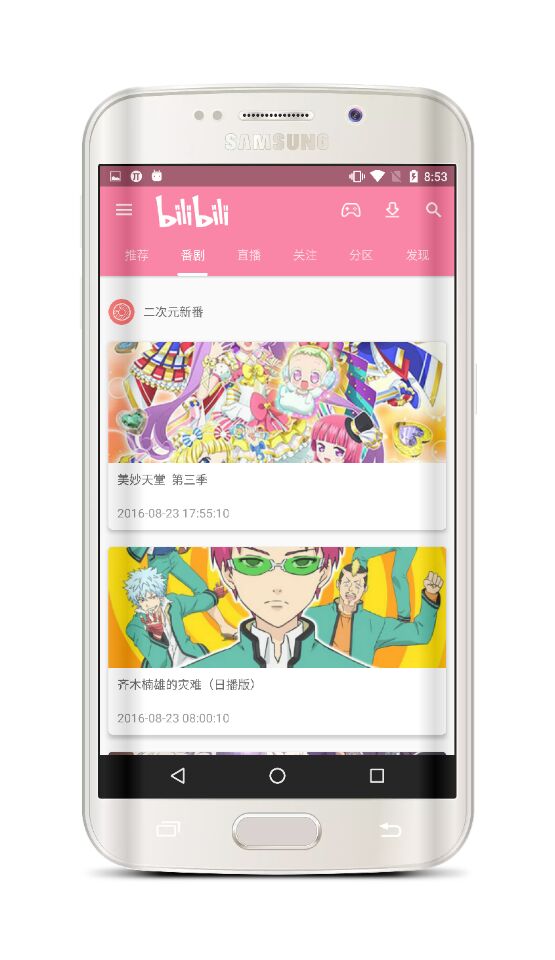 SAMSUNG
8:53
bilibili
推荐 番剧 直播 关注 分区 发现
二次元新番
美妙天堂 第三季
2016-08-23 17:55:10
齐木楠雄的灾难（日播版）
2016-08-23 08:00:10